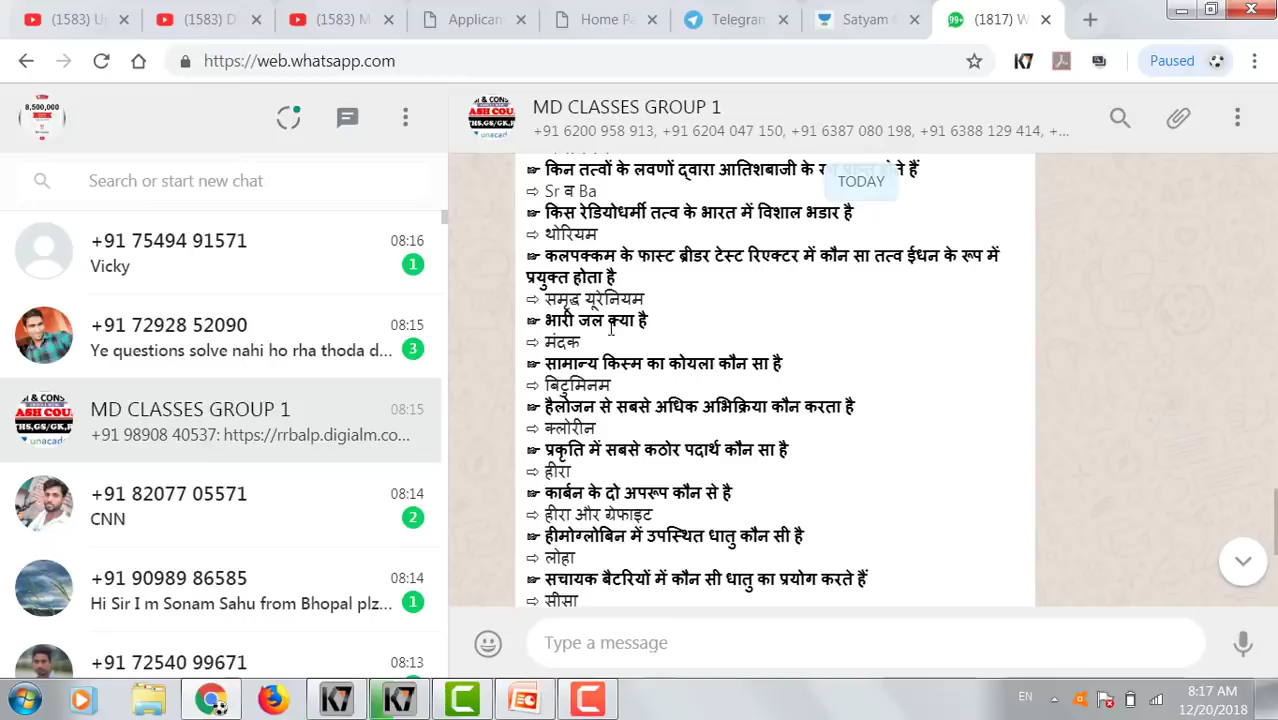 (1583) U
(1583) D
(1583) M
Applican
Home Pa
Telegran
Satyam
(1817) W
https://web.whatsapp.com
K7
Paused
8,500,000
MD CLASSES GROUP 1
+91 6200 958 913, +91 6204 047 150, +91 6387 080 198, +91 6388 129 414, +...
Search or start new chat
TODAY
+91 75494 91571
08:16
Vicky
1
+91 72928 52090
08:15
Ye questions solve nahi ho rha thoda d...
3
MD CLASSES GROUP 1
08:15
+91 98908 40537: https://rrbalp.digialm.co...
+91 82077 05571
08:14
CNN
2
+91 90989 86585
08:14
Hi Sir I m Sonam Sahu from Bhopal plz...
1
+91 72540 99671
08:13
☞ किन तत्वों के लवणों द्वारा आतिशबाजी के होते हैं
⇨ Sr व Ba
☞ किस रेडियोधर्मी तत्व के भारत में विशाल भडार है
⇨ थोरियम
☞ कलपक्कम के फास्ट ब्रीडर टेस्ट रिएक्टर में कौन सा तत्व ईधन के रूप में
प्रयुक्त होता है
⇨ समृद्ध यूरेनियम
☞ भारी जल क्या है
⇨ मंदक
☞ सामान्य किस्म का कोयला कौन सा है
⇨ बिटुमिनम
☞ हैलोजन से सबसे अधिक अभिक्रिया कौन करता है
⇨ क्लोरीन
☞ प्रकृति में सबसे कठोर पदार्थ कौन सा है
⇨ हीरा
☞ कार्बन के दो अपरूप कौन से है
⇨ हीरा और ग्रेफाइट
☞ हीमोग्लोबिन में उपस्थित धातु कौन सी है
⇨ लोहा
☞ सचायक बैटरियों में कौन सी धातु का प्रयोग करते हैं
⇨ सीसा
Type a message
K7
K7
EN
8:17 AM
12/20/2018